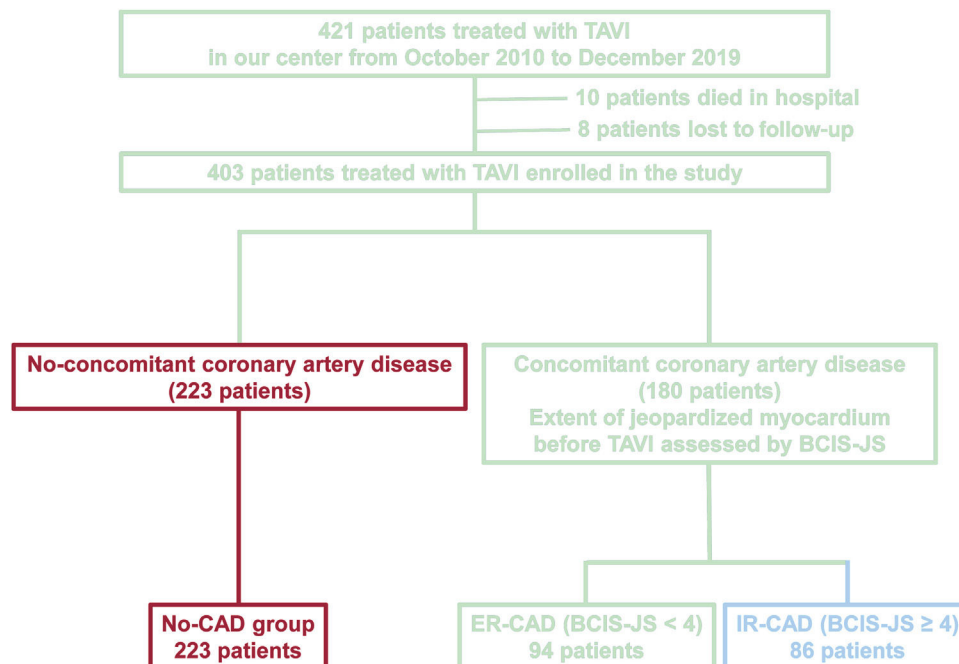 421 patients treated with TAVI
in our center from October 2010 to December 2019
10 patients died in hospital
8 patients lost to follow-up
403 patients treated with TAVI enrolled in the study
No-concomitant coronary artery disease
(223 patients)
Concomitant coronary artery disease
(180 patients)
Extent of jeopardized myocardium
before TAVI assessed by BCIS-JS
No-CAD group
223 patients
ER-CAD (BCIS-JS < 4)
94 patients
IR-CAD (BCIS-JS ≥ 4)
86 patients